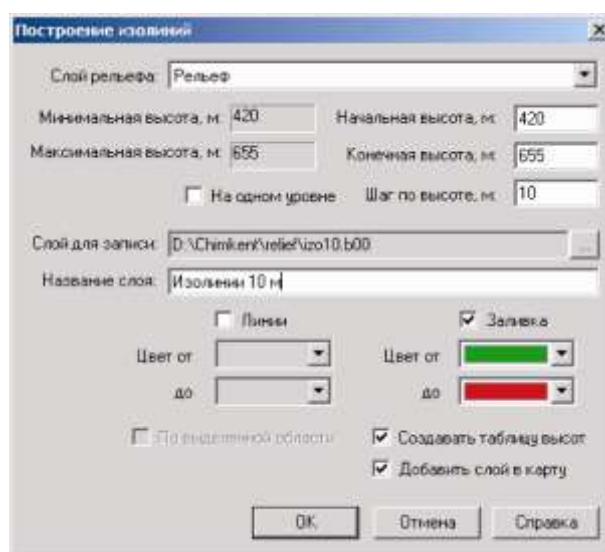 Построение изолиний
Слой рельефа: Рельеф
Минимальная высота, м: 420 Начальная высота, м: 420
Максимальная высота, м: 655 Конечная высота, м: 655
На одном уровне Шаг по высоте, м: 10
Слой для записи: D:\Chimkent\relief\izo10.b00 ...
Название слоя: Изолинии 10 м
Линии Заливка
Цвет от Цвет от
до до
По выделенной области Создавать таблицу высот
Добавить слой в карту
OK Отмена Справка